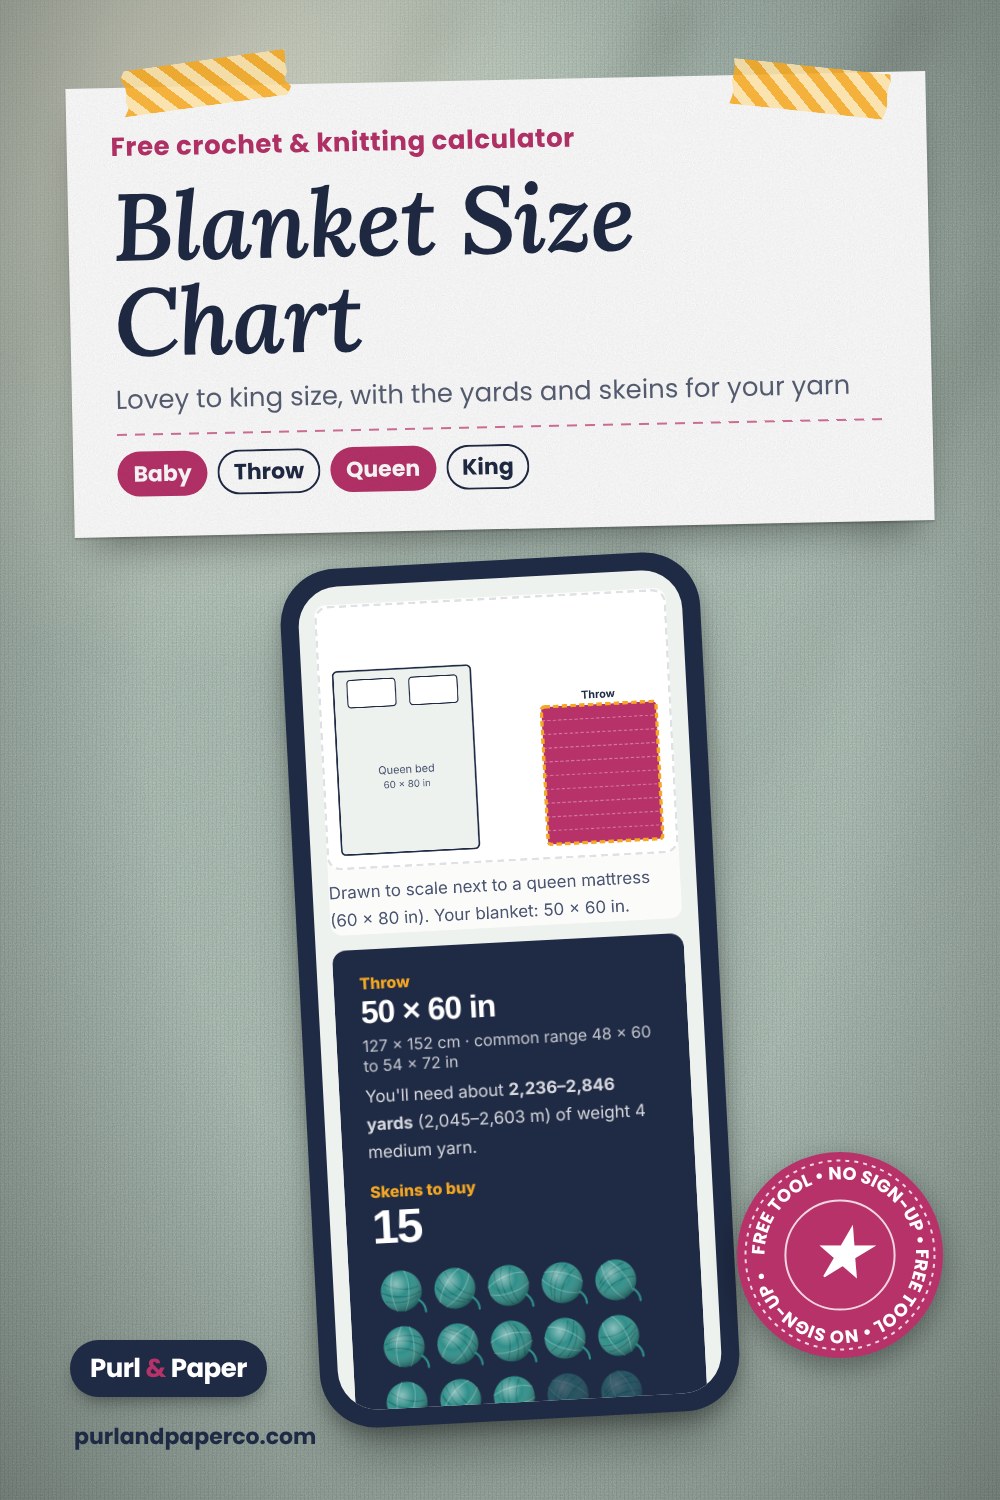 Free crochet & knitting calculator
Blanket Size
Chart
Lovey to king size, with the yards and skeins for your yarn
Baby
Throw
Queen
King
Throw
Queen bed
60 × 80 in
Drawn to scale next to a queen mattress
(60 × 80 in). Your blanket: 50 × 60 in.
Throw
50 × 60 in
127 × 152 cm · common range 48 × 60
to 54 × 72 in
You'll need about 2,236–2,846
yards (2,045–2,603 m) of weight 4
medium yarn.
Skeins to buy
15
FREE TOOL • NO SIGN-UP • FREE TOOL • NO SIGN-UP •
Purl & Paper
purlandpaperco.com